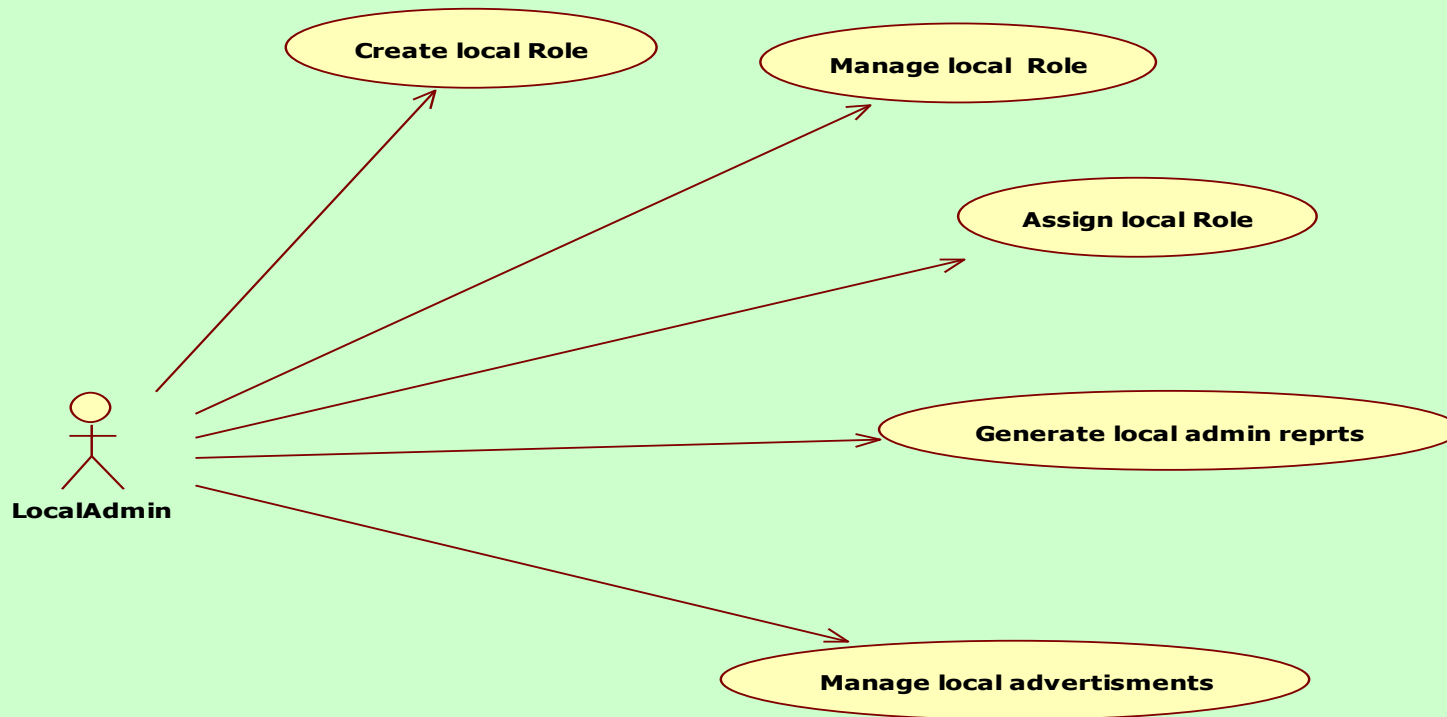 Create local Role
Manage local  Role
Assign local Role
Generate local admin reprts
LocalAdmin
Manage local advertisments